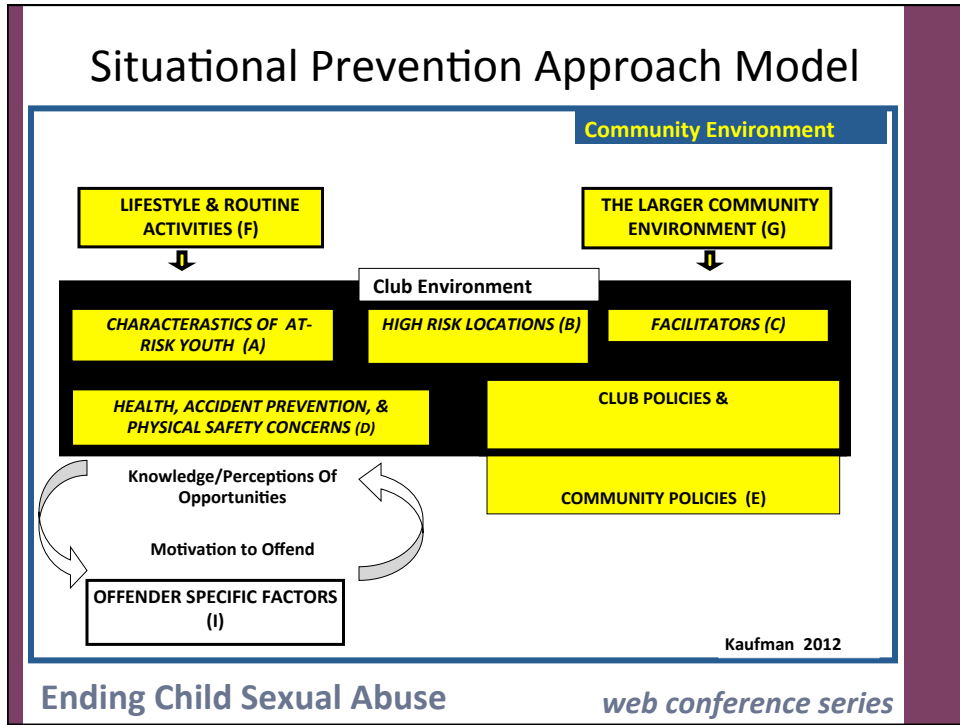 Situational Prevention Approach Model
Community Environment
LIFESTYLE & ROUTINE
ACTIVITIES (F)
THE LARGER COMMUNITY
ENVIRONMENT (G)
Club Environment
CHARACTERASTICS OF AT-
RISK YOUTH (A)
HIGH RISK LOCATIONS (B)
FACILITATORS (C)
HEALTH, ACCIDENT PREVENTION, &
PHYSICAL SAFETY CONCERNS (D)
CLUB POLICIES &
COMMUNITY POLICIES (E)
Knowledge/Perceptions Of
Opportunities
Motivation to Offend
OFFENDER SPECIFIC FACTORS
(I)
Kaufman 2012
Ending Child Sexual Abuse
web conference series